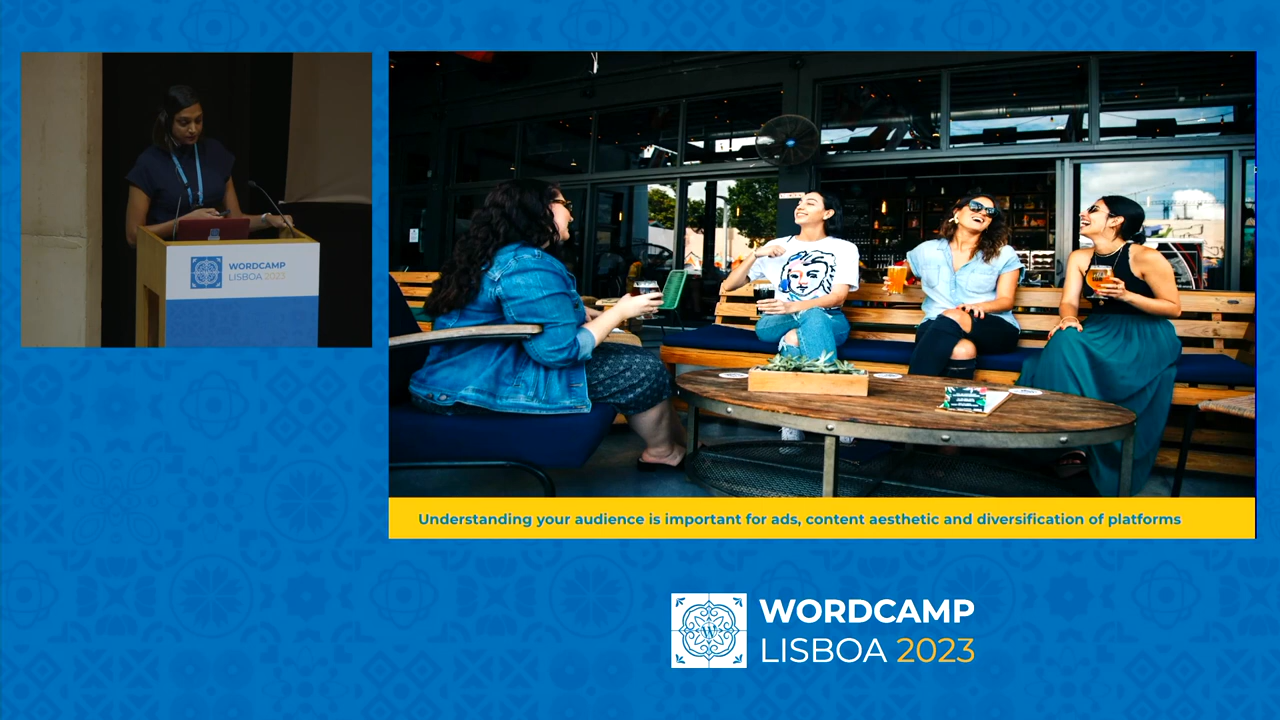 WORDCAMP
LISBOA 2023
Understanding your audience is important for ads, content aesthetic and diversification of platforms
WORDCAMP
LISBOA 2023